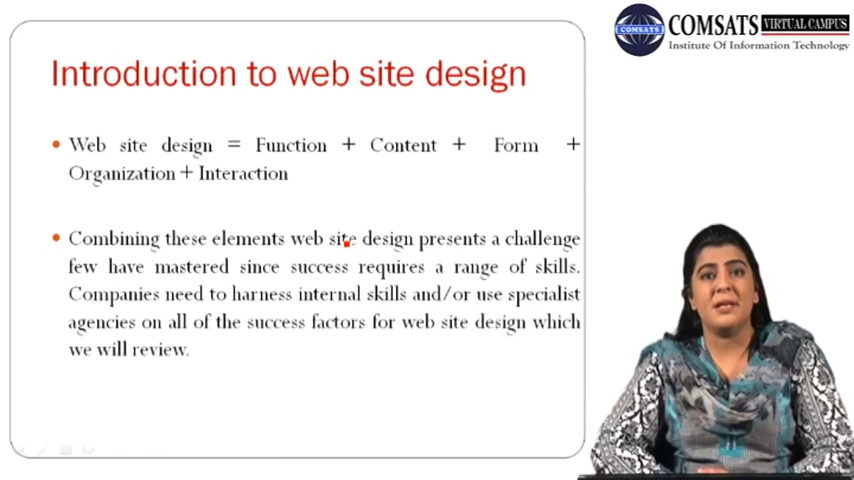 COMSATS VIRTUAL CAMPUS
Institute Of Information Technology
COMSATS
Introduction to web site design
Web site design = Function + Content + Form +
Organization + Interaction
Combining these elements web site design presents a challenge
few have mastered since success requires a range of skills.
Companies need to harness internal skills and/or use specialist
agencies on all of the success factors for web site design which
we will review.